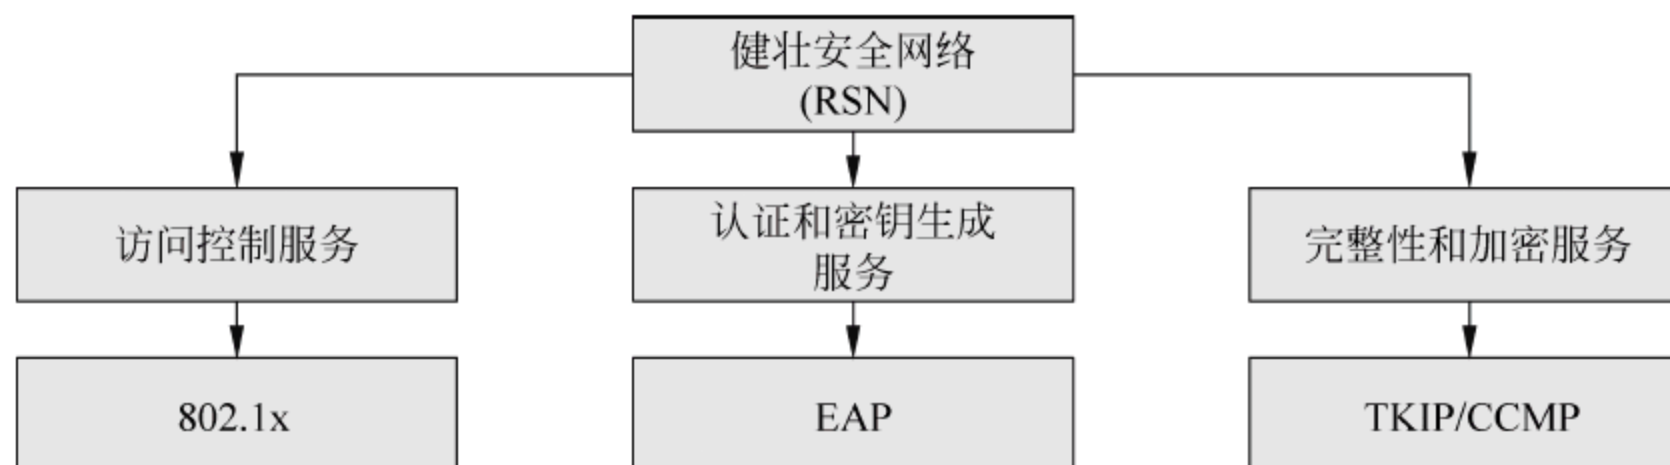 健壮安全网络
(RSN)
访问控制服务
认证和密钥生成
服务
完整性和加密服务
802.1x
EAP
TKIP/CCMP